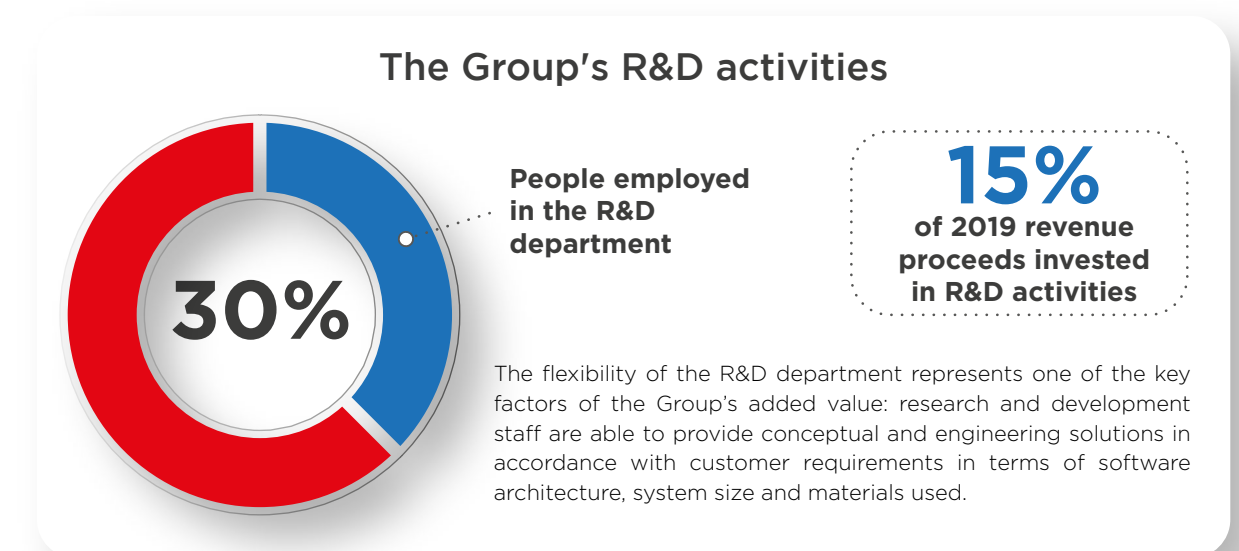 The Group's R&D activities
30%
People employed
in the R&D
department
15%
of 2019 revenue
proceeds invested
in R&D activities
The flexibility of the R&D department represents one of the key
factors of the Group’s added value: research and development
staff are able to provide conceptual and engineering solutions in
accordance with customer requirements in terms of software
architecture, system size and materials used.